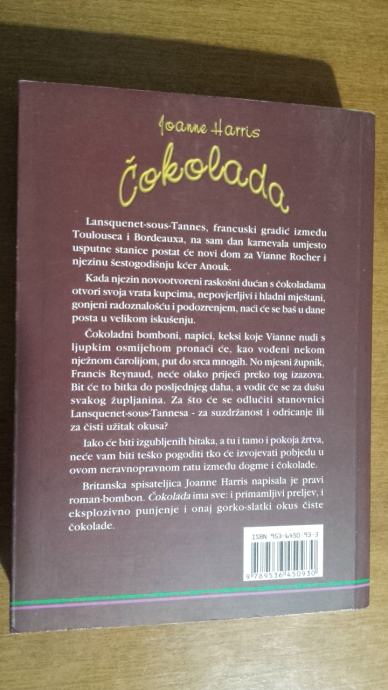 Joanne Harris
Čokolada
Lansquenet-sous-Tannes, francuski gradić između
Toulousea i Bordeauxa, na sam dan karnevala umjesto
usputne stanice postat će novi dom za Vianne Rocher i
njezinu šestogodišnju kćer Anouk.
Kada njezin novootvoreni raskošni dućan s čokoladama
otvori svoja vrata kupcima, nepovjerljivi i hladni mještani,
gonjeni radoznalošću i podozrenjem, naći će se baš u dane
posta u velikom iskušenju.
Čokoladni bomboni, napici, keksi koje Vianne nudi s
ljupkim osmijehom pronaći će, kao vođeni nekom
nježnom čarolijom, put do srca mnogih. No mjesni župnik,
Francis Reynaud, neće olako prijeći preko tog izazova.
Bit će to bitka do posljednjeg daha, a vodit će se za dušu
svakog župljanina. Za što će se odlučiti stanovnici
Lansquenet-sous-Tannesa - za suzdržanost i odricanje ili
za čisti užitak okusa?
Iako će biti izgubljenih bitaka, a tu i tamo i pokoja žrtva,
neće vam biti teško pogoditi tko će izvojevati pobjedu u
ovom neravnopravnom ratu između dogme i čokolade.
Britanska spisateljica Joanne Harris napisala je pravi
roman-bombon. Čokolada ima sve: i primamljivi preljev, i
eksplozivno punjenje i onaj gorko-slatki okus čiste
čokolade.
ISBN 953-6450-93-3
9 789536 450930